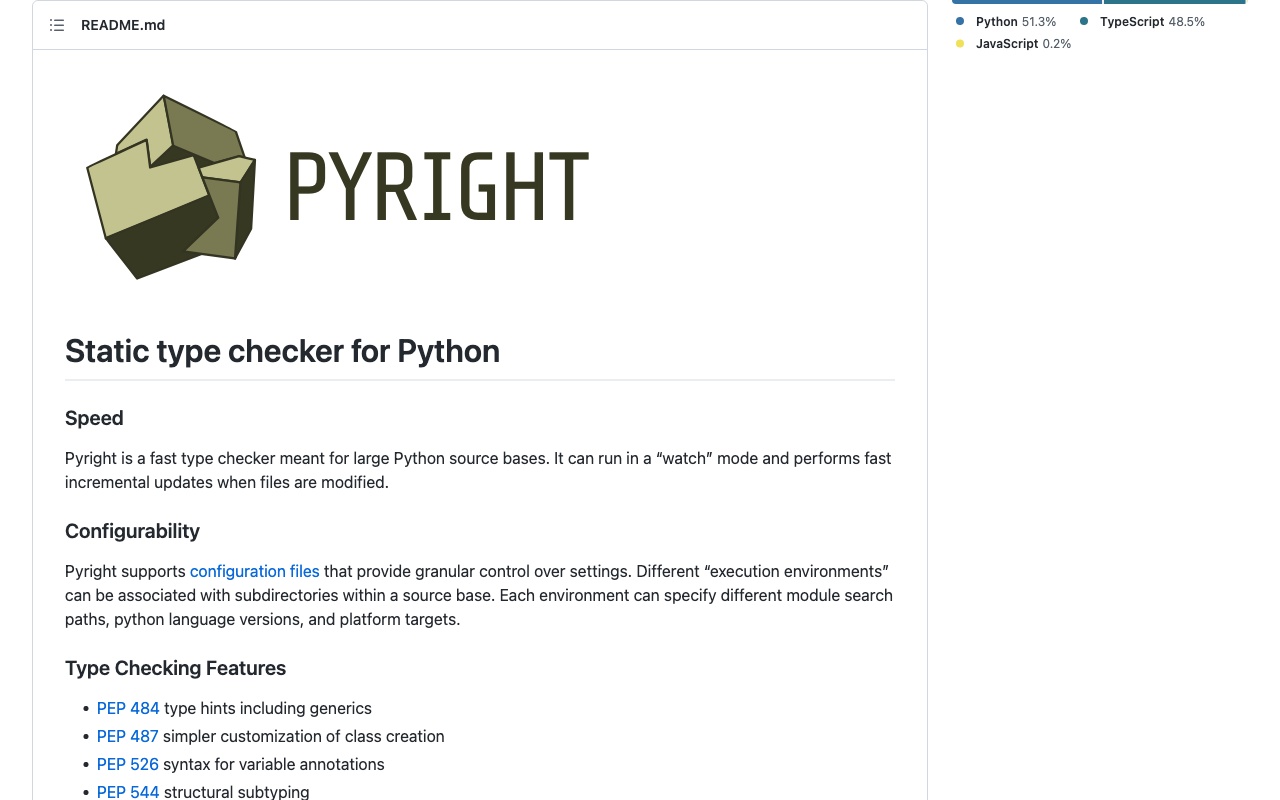 README.md
Python 51.3%
TypeScript 48.5%
JavaScript 0.2%
PYRIGHT
Static type checker for Python
Speed
Pyright is a fast type checker meant for large Python source bases. It can run in a “watch” mode and performs fast
incremental updates when files are modified.
Configurability
Pyright supports configuration files that provide granular control over settings. Different “execution environments”
can be associated with subdirectories within a source base. Each environment can specify different module search
paths, python language versions, and platform targets.
Type Checking Features
• PEP 484 type hints including generics
• PEP 487 simpler customization of class creation
• PEP 526 syntax for variable annotations
• PEP 544 structural subtyping